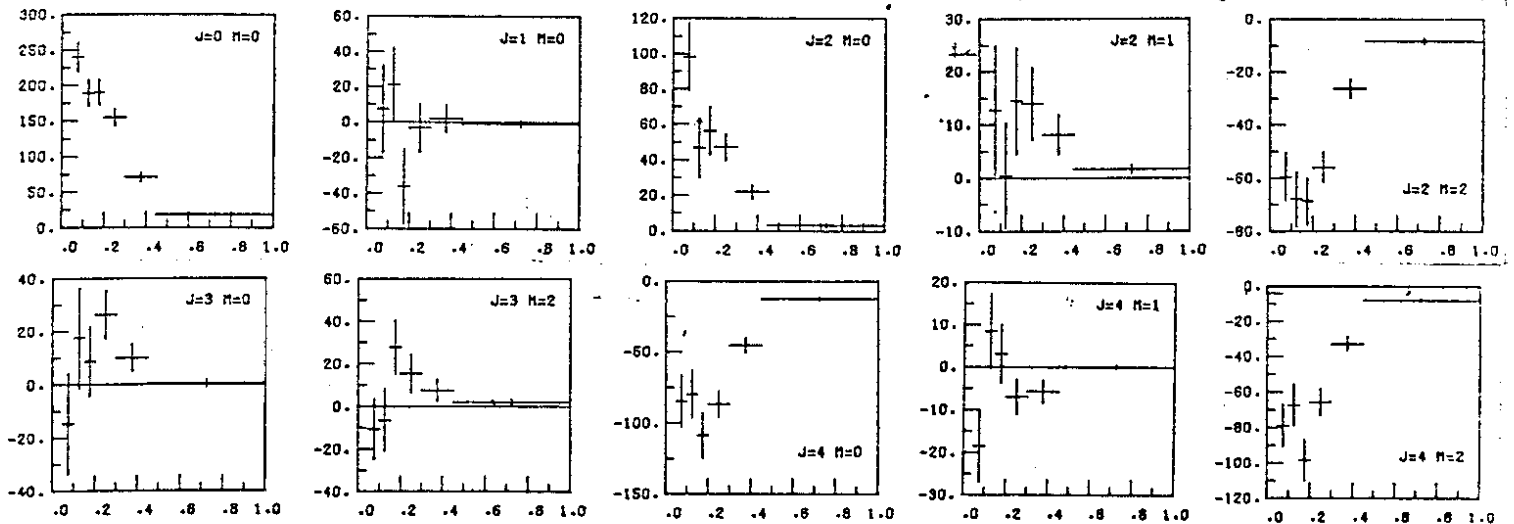 300.
250.
200.
150.
100.
50.
0.
J=0 M=0
.0 .2 .4 .6 .8 1.0
60.
40.
20.
0.
-20.
-40.
-60.
J=1 M=0
.0 .2 .4 .6 .8 1.0
120.
100.
80.
60.
40.
20.
0.
J=2 M=0
.0 .2 .4 .6 .8 1.0
30.
20.
10.
0.
-10.
J=2 M=1
.0 .2 .4 .6 .8 1.0
0.
-20.
-40.
-60.
-80.
J=2 M=2
.0 .2 .4 .6 .8 1.0
40.
20.
0.
-20.
-40.
J=3 M=0
.0 .2 .4 .6 .8 1.0
60.
40.
20.
0.
-20.
-40.
J=3 M=2
.0 .2 .4 .6 .8 1.0
0.
-50.
-100.
-150.
J=4 M=0
.0 .2 .4 .6 .8 1.0
20.
10.
0.
-10.
-20.
-30.
J=4 M=1
.0 .2 .4 .6 .8 1.0
0.
-20.
-40.
-60.
-80.
-100.
-120.
J=4 M=2
.0 .2 .4 .6 .8 1.0